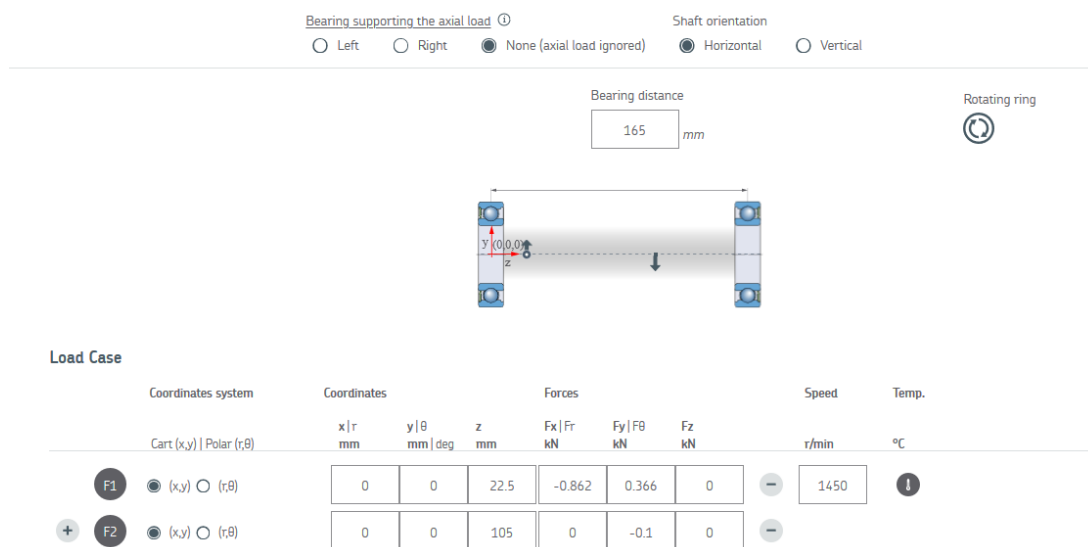 Bearing supporting the axial load ⓘ Shaft orientation
Left Right None (axial load ignored) Horizontal Vertical
Bearing distance
Rotating ring
165 mm
y (0,0,0)
z
Load Case
Coordinates system Coordinates Forces Speed Temp.
x|r y|θ z Fx|Fr Fy|Fθ Fz
Cart (x,y) | Polar (r,θ) mm mm|deg mm kN kN kN r/min °C
F1 (x,y) (r,θ) 0 0 22.5 -0.862 0.366 0 − 1450
+ F2 (x,y) (r,θ) 0 0 105 0 -0.1 0 −